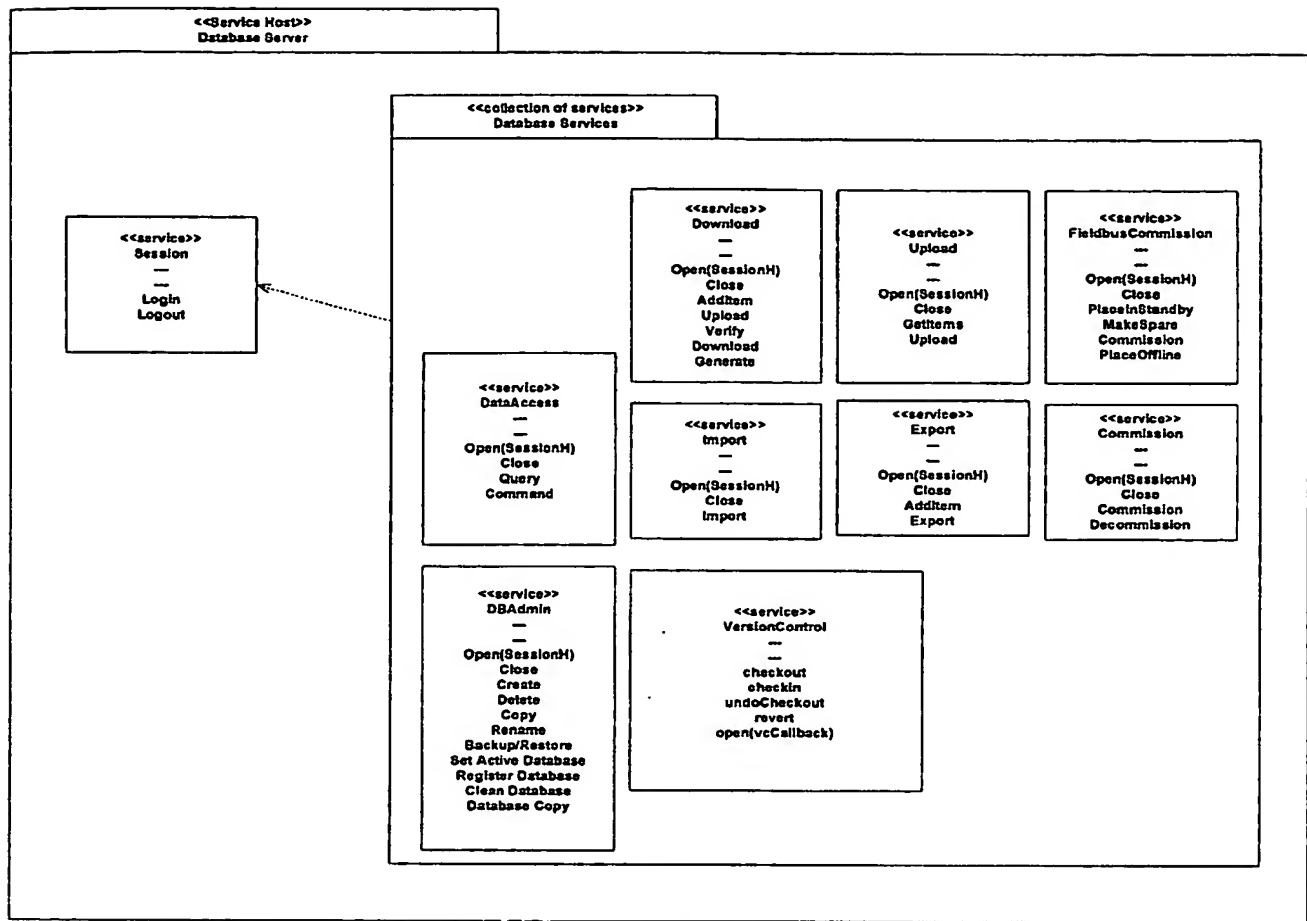 <<Service Host>>
Database Server
<<collection of services>>
Database Services
<<service>>
Session
—
—
Login
Logout
<<service>>
Download
—
—
Open(SessionH)
Close
AddItem
Upload
Verify
Download
Generate
<<service>>
Upload
—
—
Open(SessionH)
Close
GetItems
Upload
<<service>>
FieldbusCommission
—
—
Open(SessionH)
Close
PlaceInStandby
MakeSpare
Commission
PlaceOffline
<<service>>
DataAccess
—
—
Open(SessionH)
Close
Query
Command
<<service>>
Import
—
—
Open(SessionH)
Close
Import
<<service>>
Export
—
—
Open(SessionH)
Close
AddItem
Export
<<service>>
Commission
—
—
Open(SessionH)
Close
Commission
Decommission
<<service>>
DBAdmin
—
—
Open(SessionH)
Close
Create
Delete
Copy
Rename
Backup/Restore
Set Active Database
Register Database
Clean Database
Database Copy
<<service>>
VersionControl
—
—
checkout
checkin
undoCheckout
revert
open(vcCallback)